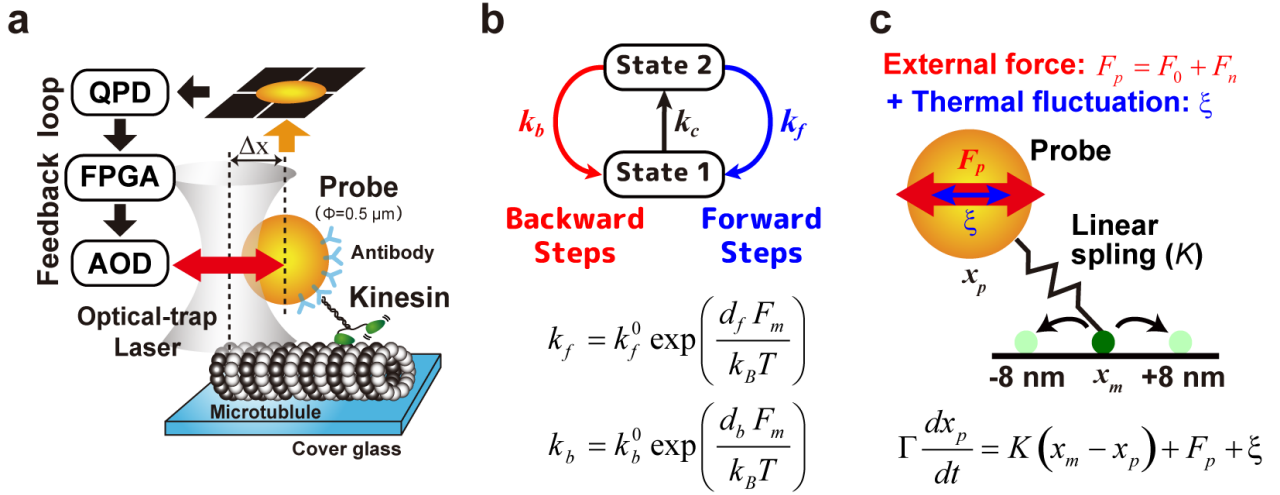 a
Feedback loop
QPD
FPGA
AOD
Δx
Probe
(Φ=0.5 μm)
Antibody
Kinesin
Optical-trap
Laser
Microtublule
Cover glass
b
State 2
k_b
k_c
k_f
State 1
Backward
Steps
Forward
Steps
k_f = k_f^0 exp( d_f F_m / k_B T )
k_b = k_b^0 exp( d_b F_m / k_B T )
c
External force: F_p = F_0 + F_n
+ Thermal fluctuation: ξ
Probe
F_p
ξ
Linear
spling (K)
x_p
-8 nm
x_m
+8 nm
Γ dx_p/dt = K(x_m − x_p) + F_p + ξ